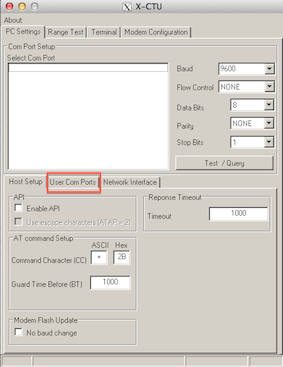 X-CTU
About
PC Settings Range Test Terminal Modem Configuration
Com Port Setup
Select Com Port
Baud 9600
Flow Control NONE
Data Bits 8
Parity NONE
Stop Bits 1
Test / Query
Host Setup User Com Ports Network Interface
API
Enable API
Use escape characters (ATAP = 2)
Reponse Timeout
Timeout 1000
AT command Setup
ASCII Hex
Command Character (CC) + 2B
Guard Time Before (BT) 1000
Modem Flash Update
No baud change